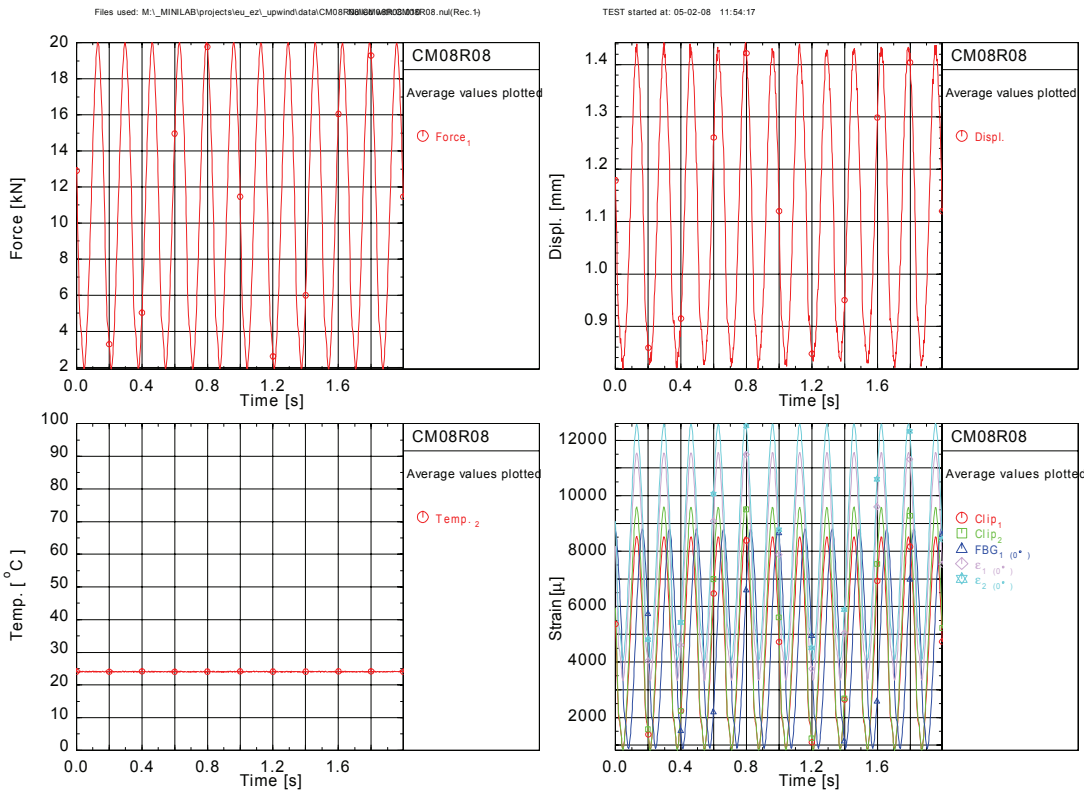 Files used: M:\_MINILAB\projects\eu_ez\_upwind\data\CM08R08.nul(Rec.1-)
TEST started at: 05-02-08 11:54:17
20
18
16
14
12
10
8
6
4
2
Force [kN]
0.0 0.4 0.8 1.2 1.6
Time [s]
CM08R08
Average values plotted
Force₁
1.4
1.3
1.2
1.1
1.0
0.9
Displ. [mm]
0.0 0.4 0.8 1.2 1.6
Time [s]
CM08R08
Average values plotted
Displ.
100
90
80
70
60
50
40
30
20
10
0
Temp. [°C]
0.0 0.4 0.8 1.2 1.6
Time [s]
CM08R08
Average values plotted
Temp.₂
12000
10000
8000
6000
4000
2000
Strain [µ]
0.0 0.4 0.8 1.2 1.6
Time [s]
CM08R08
Average values plotted
Clip₁
Clip₂
FBG₁ (0°)
ε₁ (0°)
ε₂ (0°)